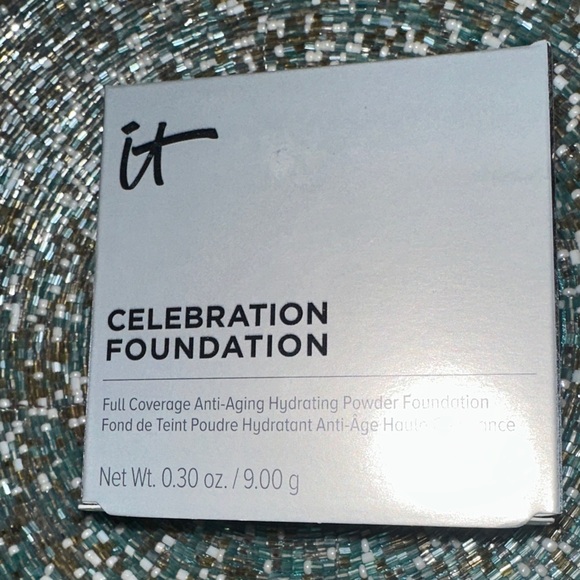 it
CELEBRATION
FOUNDATION
Full Coverage Anti-Aging Hydrating Powder Foundation
Fond de Teint Poudre Hydratant Anti-Âge Haute
Net Wt. 0.30 oz. / 9.00 g